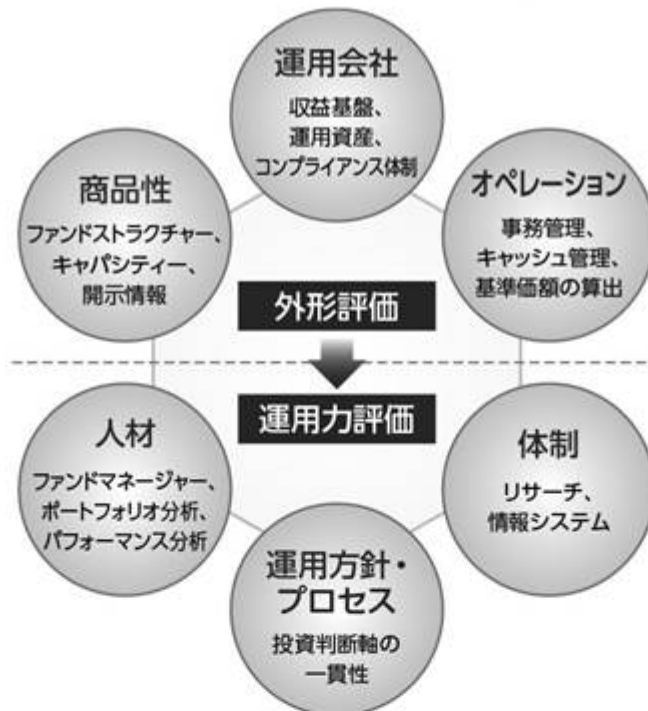 運用会社
収益基盤、
運用資産、
コンプライアンス体制
商品性
ファンドストラクチャー、
キャパシティー、
開示情報
オペレーション
事務管理、
キャッシュ管理、
基準価額の算出
外形評価
運用力評価
人材
ファンドマネージャー、
ポートフォリオ分析、
パフォーマンス分析
体制
リサーチ、
情報システム
運用方針・
プロセス
投資判断軸の
一貫性